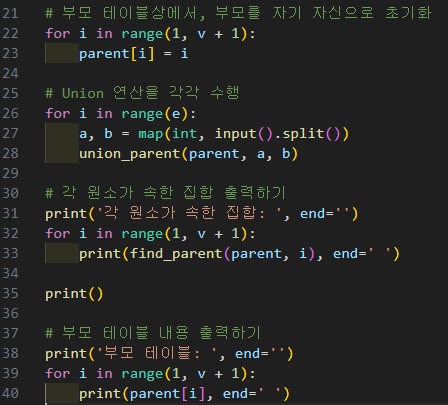 21 # 부모 테이블상에서, 부모를 자기 자신으로 초기화
22 for i in range(1, v + 1):
23     parent[i] = i
24
25 # Union 연산을 각각 수행
26 for i in range(e):
27     a, b = map(int, input().split())
28     union_parent(parent, a, b)
29
30 # 각 원소가 속한 집합 출력하기
31 print('각 원소가 속한 집합: ', end='')
32 for i in range(1, v + 1):
33     print(find_parent(parent, i), end=' ')
34
35 print()
36
37 # 부모 테이블 내용 출력하기
38 print('부모 테이블: ', end='')
39 for i in range(1, v + 1):
40     print(parent[i], end=' ')